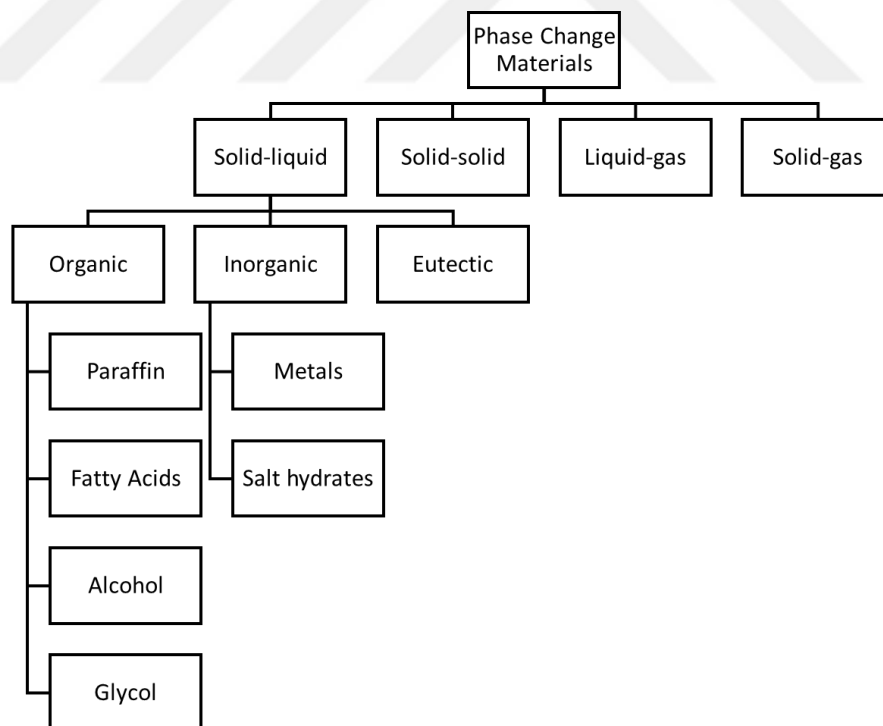 Phase Change
Materials
Solid-liquid
Solid-solid
Liquid-gas
Solid-gas
Organic
Inorganic
Eutectic
Paraffin
Metals
Fatty Acids
Salt hydrates
Alcohol
Glycol